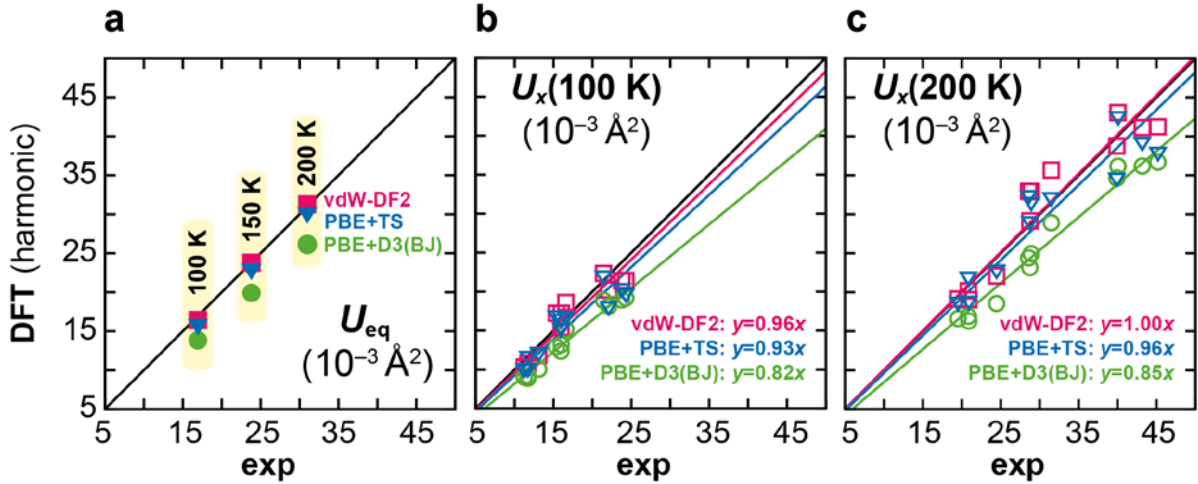 a
DFT (harmonic)
45
35
25
15
5
100 K
150 K
200 K
vdW-DF2
PBE+TS
PBE+D3(BJ)
Ueq
(10⁻³ Å²)
5 15 25 35 45
exp
b
Ux(100 K)
(10⁻³ Å²)
vdW-DF2: y=0.96x
PBE+TS: y=0.93x
PBE+D3(BJ): y=0.82x
5 15 25 35 45
exp
c
Ux(200 K)
(10⁻³ Å²)
vdW-DF2: y=1.00x
PBE+TS: y=0.96x
PBE+D3(BJ): y=0.85x
5 15 25 35 45
exp